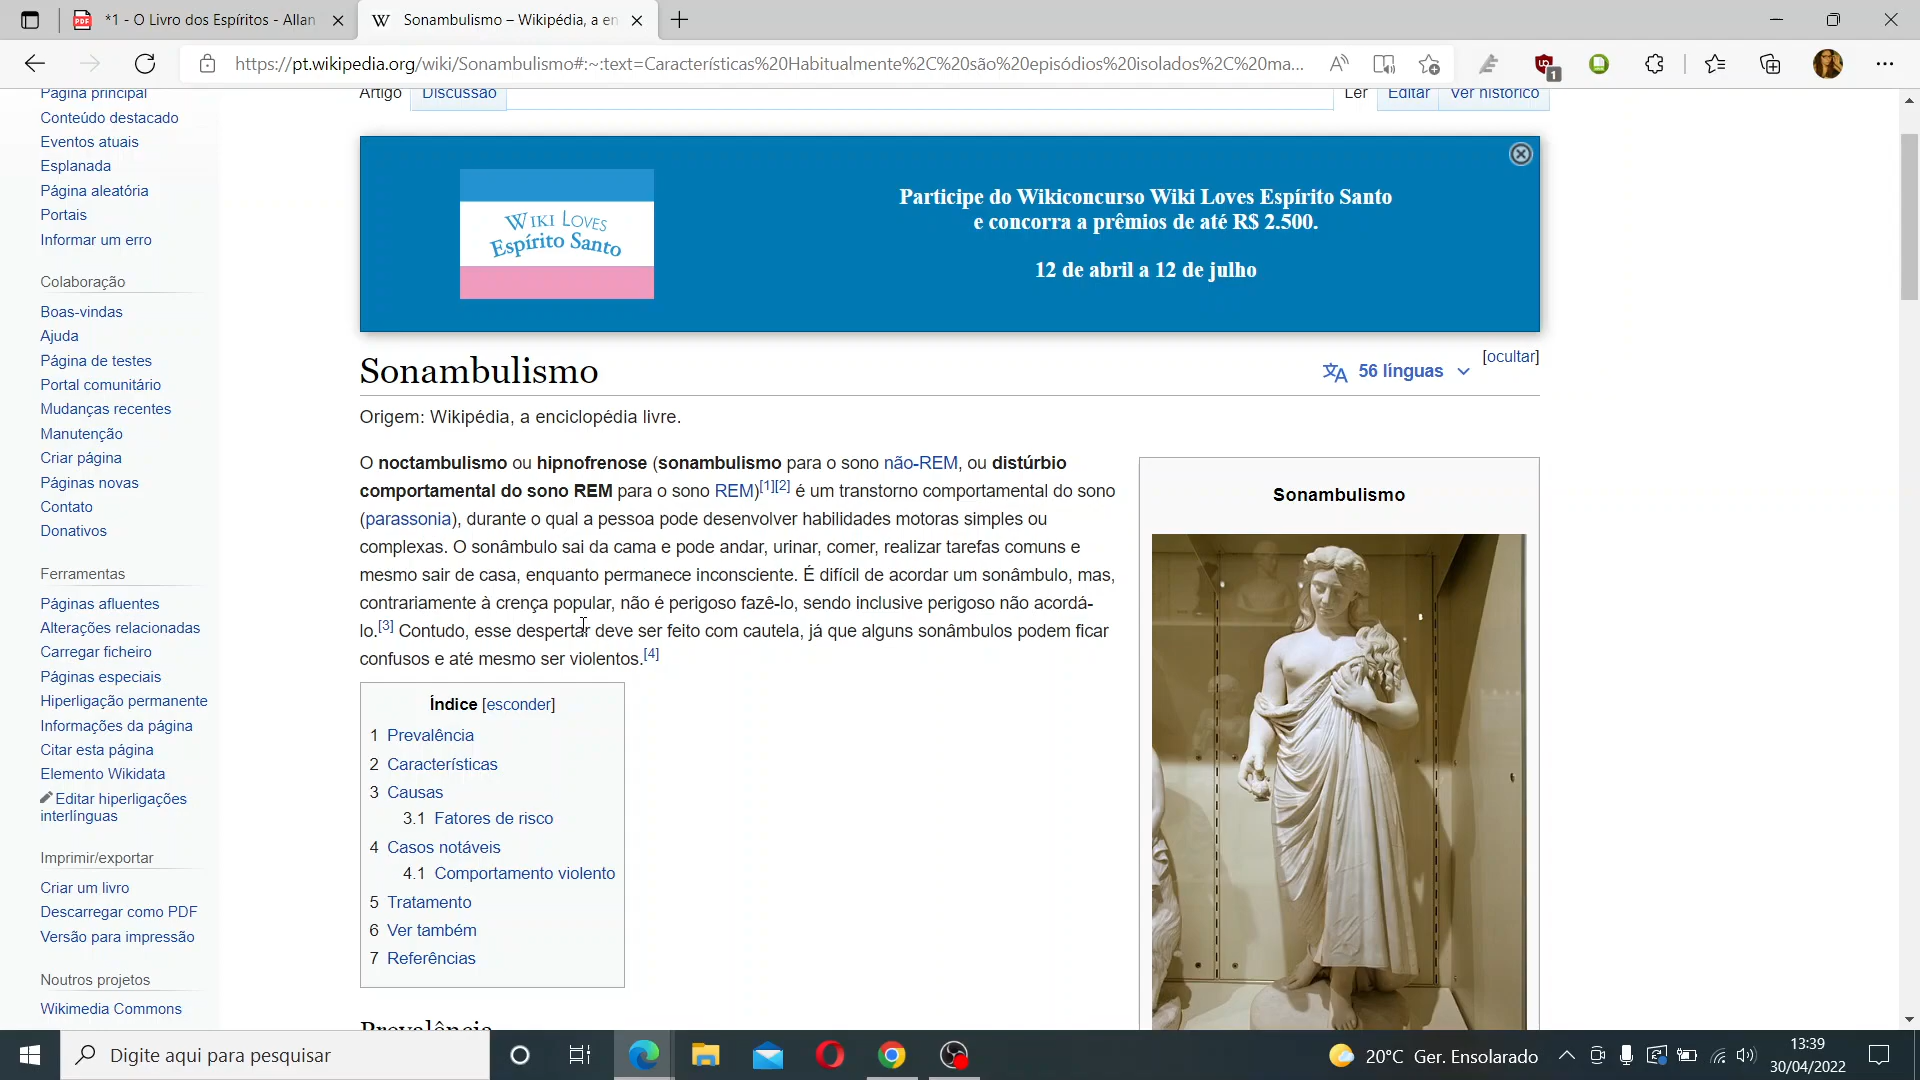 *1 - O Livro dos Espíritos - Allan
Sonambulismo – Wikipédia, a en
https://pt.wikipedia.org/wiki/Sonambulismo#:~:text=Características%20Habitualmente%2C%20são%20episódios%20isolados%2C%20ma...
1
Página principal
Conteúdo destacado
Eventos atuais
Esplanada
Página aleatória
Portais
Informar um erro
Colaboração
Boas-vindas
Ajuda
Página de testes
Portal comunitário
Mudanças recentes
Manutenção
Criar página
Páginas novas
Contato
Donativos
Ferramentas
Páginas afluentes
Alterações relacionadas
Carregar ficheiro
Páginas especiais
Hiperligação permanente
Informações da página
Citar esta página
Elemento Wikidata
Editar hiperligações
interlínguas
Imprimir/exportar
Criar um livro
Descarregar como PDF
Versão para impressão
Noutros projetos
Wikimedia Commons
Artigo Discussão Ler Editar Ver histórico
WIKI LOVES
Espírito Santo
Participe do Wikiconcurso Wiki Loves Espírito Santo
e concorra a prêmios de até R$ 2.500.
12 de abril a 12 de julho
[ocultar]
Sonambulismo
56 línguas
Origem: Wikipédia, a enciclopédia livre.
O noctambulismo ou hipnofrenose (sonambulismo para o sono não-REM, ou distúrbio
comportamental do sono REM para o sono REM)[1][2] é um transtorno comportamental do sono
(parassonia), durante o qual a pessoa pode desenvolver habilidades motoras simples ou
complexas. O sonâmbulo sai da cama e pode andar, urinar, comer, realizar tarefas comuns e
mesmo sair de casa, enquanto permanece inconsciente. É difícil de acordar um sonâmbulo, mas,
contrariamente à crença popular, não é perigoso fazê-lo, sendo inclusive perigoso não acordá-
lo.[3] Contudo, esse despertar deve ser feito com cautela, já que alguns sonâmbulos podem ficar
confusos e até mesmo ser violentos.[4]
Índice [esconder]
1 Prevalência
2 Características
3 Causas
3.1 Fatores de risco
4 Casos notáveis
4.1 Comportamento violento
5 Tratamento
6 Ver também
7 Referências
Prevalência
Sonambulismo
Digite aqui para pesquisar
20°C Ger. Ensolarado
13:39
30/04/2022